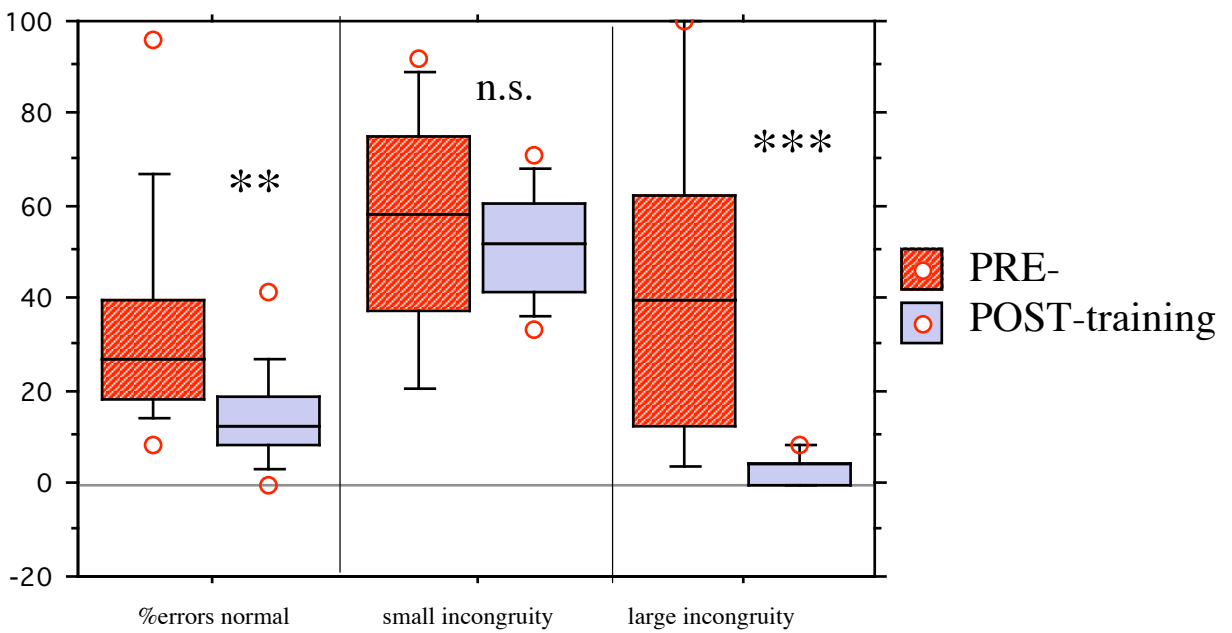 100
80
60
40
20
0
-20
**
n.s.
***
PRE-
POST-training
%errors normal
small incongruity
large incongruity